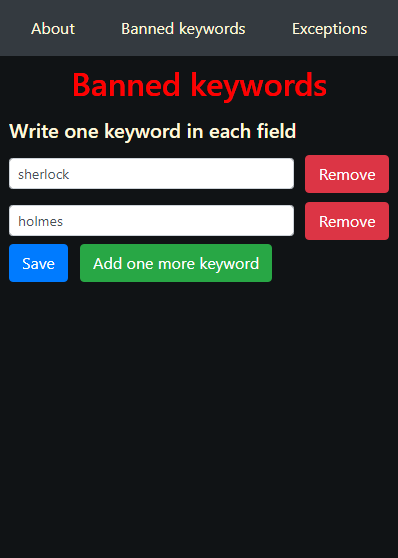 About Banned keywords Exceptions
Banned keywords
Write one keyword in each field
sherlock Remove
holmes Remove
Save Add one more keyword